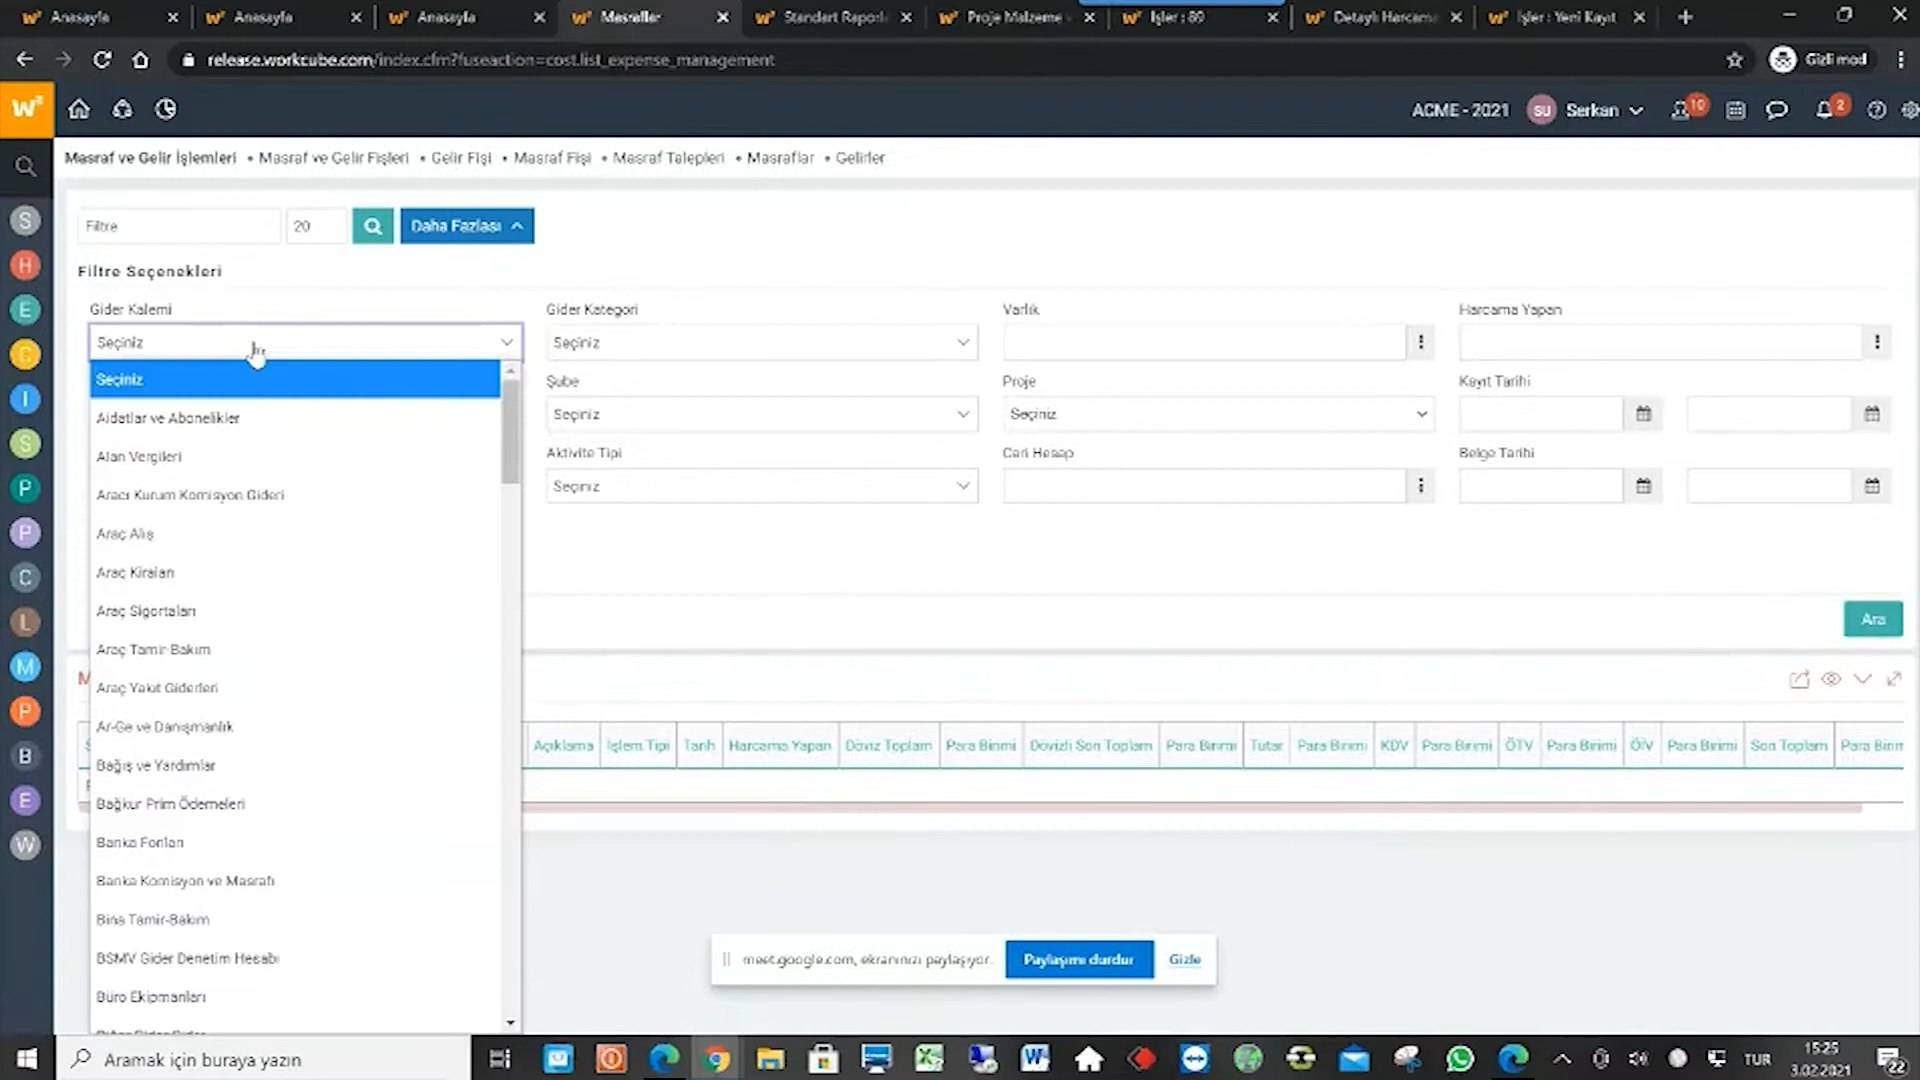 Anasayfa
Anasayfa
Anasayfa
Masraflar
Standart Raporl
Proje Malzeme
İşler : 89
Detaylı Harcam
İşler : Yeni Kayıt
release.workcube.com/index.cfm?fuseaction=cost.list_expense_management
Gizli mod
ACME - 2021
SU
Serkan
10
2
Masraf ve Gelir İşlemleri • Masraf ve Gelir Fişleri • Gelir Fişi • Masraf Fişi • Masraf Talepleri • Masraflar • Gelirler
Filtre
20
Daha Fazlası
Filtre Seçenekleri
Gider Kalemi
Gider Kategori
Varlık
Harcama Yapan
Seçiniz
Seçiniz
Şube
Proje
Kayıt Tarihi
Seçiniz
Seçiniz
Aktivite Tipi
Cari Hesap
Belge Tarihi
Seçiniz
Seçiniz
Aidatlar ve Abonelikler
Alan Vergileri
Aracı Kurum Komisyon Gideri
Araç Alış
Araç Kiraları
Araç Sigortaları
Araç Tamir-Bakım
Araç Yakıt Giderleri
Ar-Ge ve Danışmanlık
Bağış ve Yardımlar
Bağkur Prim Ödemeleri
Banka Fonları
Banka Komisyon ve Masrafı
Bina Tamir-Bakım
BSMV Gider Denetim Hesabı
Büro Ekipmanları
Ara
Açıklama
İşlem Tipi
Tarih
Harcama Yapan
Döviz Toplam
Para Birimi
Dövizli Son Toplam
Para Birimi
Tutar
Para Birimi
KDV
Para Birimi
ÖTV
Para Birimi
ÖİV
Para Birimi
Son Toplam
Para Birim
meet.google.com, ekranınızı paylaşıyor.
Paylaşımı durdur
Gizle
S
H
E
C
I
S
P
P
C
L
M
P
B
E
W
Aramak için buraya yazın
TUR
15:25
3.02.2021
22